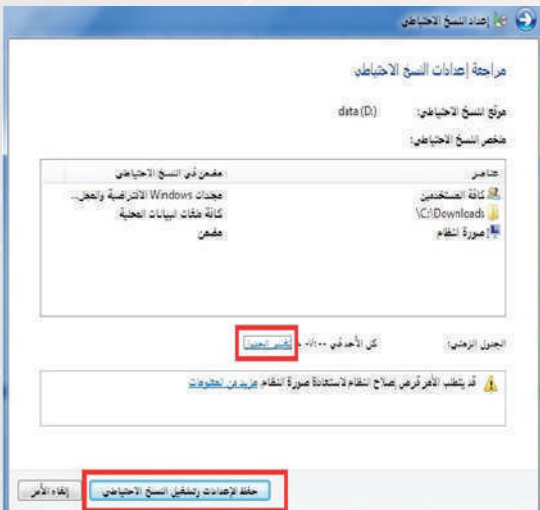 إعداد النسخ الاحتياطي
مراجعة إعدادات النسخ الاحتياطي
موقع النسخ الاحتياطي: data (D:)
ملخص النسخ الاحتياطي:
عناصر مضمن في النسخ الاحتياطي
كافة المستخدمين مجلدات Windows الافتراضية والمجل...
C:\Downloads\ كافة ملفات البيانات المحلية
صورة النظام مضمن
الجدول الزمني: كل الأحد في ٠٧:٠٠ تغيير الجدول
قد يتطلب الأمر قرص إصلاح النظام لاستعادة صورة النظام. مزيد من المعلومات
حفظ الإعدادات وتشغيل النسخ الاحتياطي إلغاء الأمر